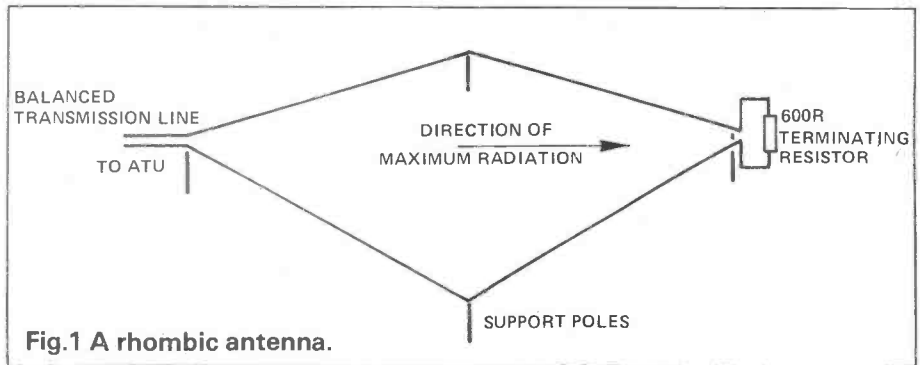 BALANCED
TRANSMISSION LINE
TO ATU
DIRECTION OF
MAXIMUM RADIATION
600R
TERMINATING
RESISTOR
SUPPORT POLES
Fig.1 A rhombic antenna.